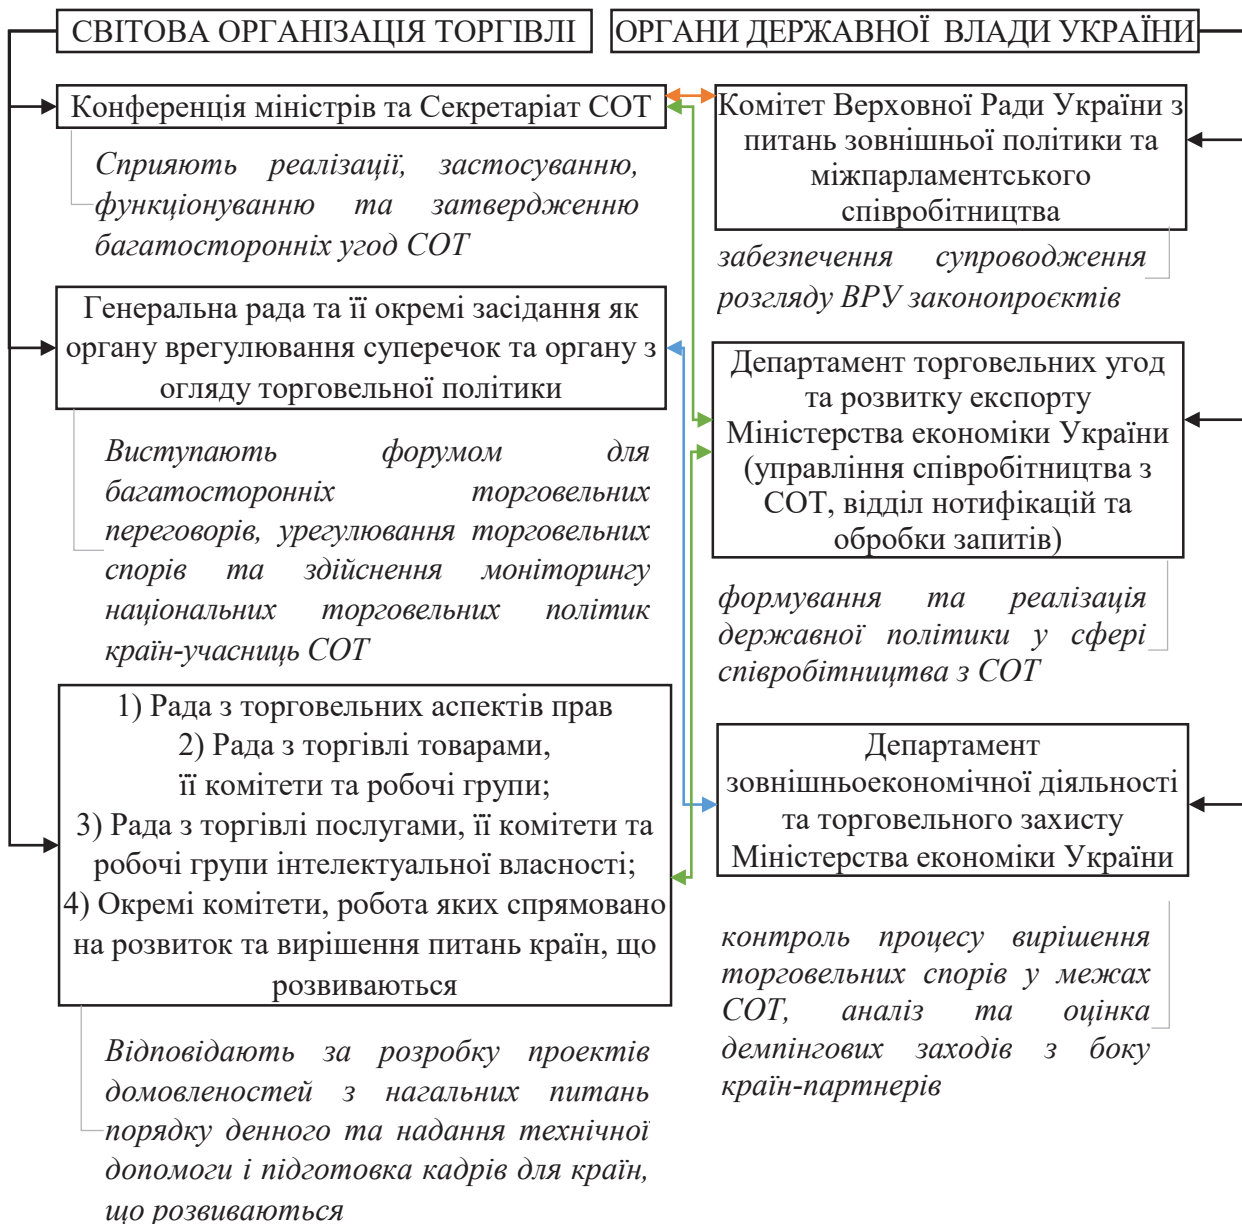 СВІТОВА ОРГАНІЗАЦІЯ ТОРГІВЛІ
ОРГАНИ ДЕРЖАВНОЇ ВЛАДИ УКРАЇНИ
Конференція міністрів та Секретаріат СОТ
Сприяють реалізації, застосуванню,
функціонуванню та затвердженню
багатосторонніх угод СОТ
Генеральна рада та її окремі засідання як
органу врегулювання суперечок та органу з
огляду торговельної політики
Виступають форумом для
багатосторонніх торговельних
переговорів, урегулювання торговельних
спорів та здійснення моніторингу
національних торговельних політик
країн-учасниць СОТ
1) Рада з торговельних аспектів прав
2) Рада з торгівлі товарами,
її комітети та робочі групи;
3) Рада з торгівлі послугами, її комітети та
робочі групи інтелектуальної власності;
4) Окремі комітети, робота яких спрямовано
на розвиток та вирішення питань країн, що
розвиваються
Відповідають за розробку проектів
домовленостей з нагальних питань
порядку денного та надання технічної
допомоги і підготовка кадрів для країн,
що розвиваються
Комітет Верховної Ради України з
питань зовнішньої політики та
міжпарламентського
співробітництва
забезпечення супроводження
розгляду ВРУ законопроєктів
Департамент торговельних угод
та розвитку експорту
Міністерства економіки України
(управління співробітництва з
СОТ, відділ нотифікацій та
обробки запитів)
формування та реалізація
державної політики у сфері
співробітництва з СОТ
Департамент
зовнішньоекономічної діяльності
та торговельного захисту
Міністерства економіки України
контроль процесу вирішення
торговельних спорів у межах
СОТ, аналіз та оцінка
демпінгових заходів з боку
країн-партнерів